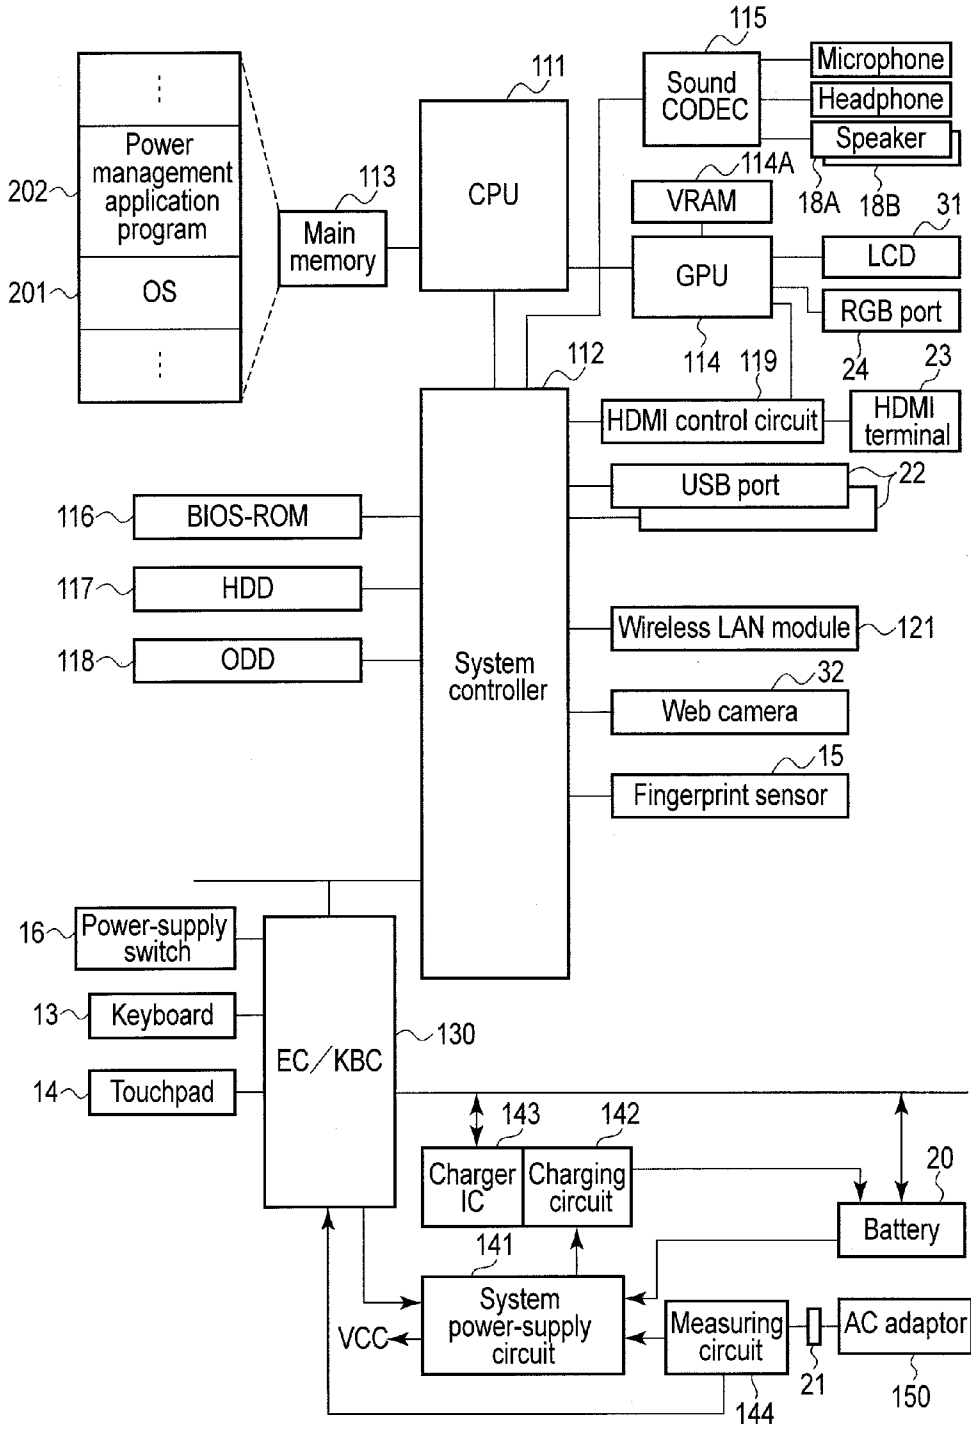 115
Microphone
Sound
CODEC
Headphone
Speaker
18A
18B
111
CPU
⋮
Power
management
application
program
202
OS
201
⋮
113
Main
memory
114A
VRAM
GPU
114
31
LCD
RGB port
24
112
119
HDMI control circuit
23
HDMI
terminal
USB port
22
116
BIOS-ROM
117
HDD
118
ODD
System
controller
Wireless LAN module
121
32
Web camera
15
Fingerprint sensor
16
Power-supply
switch
13
Keyboard
14
Touchpad
EC/KBC
130
143
142
Charger
IC
Charging
circuit
20
Battery
141
System
power-supply
circuit
VCC
Measuring
circuit
144
21
AC adaptor
150